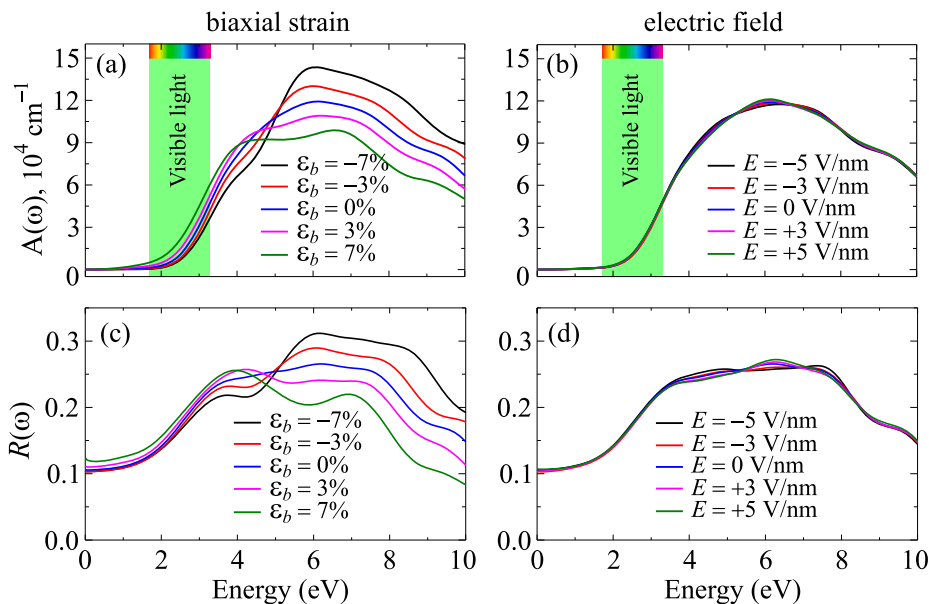 biaxial strain
electric field
(a)
Visible light
A(ω), 10⁴ cm⁻¹
15
12
9
6
3
0
ε_b = −7%
ε_b = −3%
ε_b = 0%
ε_b = 3%
ε_b = 7%
(b)
Visible light
E = −5 V/nm
E = −3 V/nm
E = 0 V/nm
E = +3 V/nm
E = +5 V/nm
(c)
R(ω)
0.3
0.2
0.1
0.0
ε_b = −7%
ε_b = −3%
ε_b = 0%
ε_b = 3%
ε_b = 7%
0 2 4 6 8 10
Energy (eV)
(d)
E = −5 V/nm
E = −3 V/nm
E = 0 V/nm
E = +3 V/nm
E = +5 V/nm
0 2 4 6 8 10
Energy (eV)